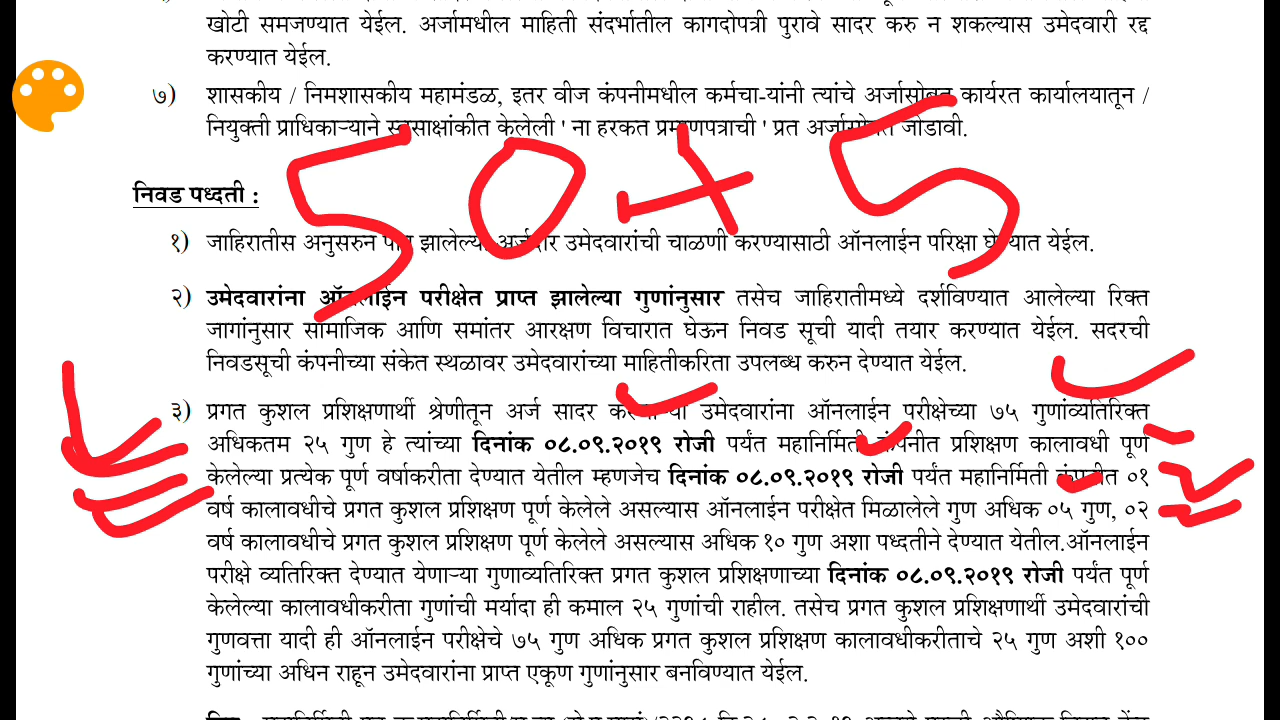 खोटी समजण्यात येईल. अर्जामधील माहिती संदर्भातील कागदोपत्री पुरावे सादर करु न शकल्यास उमेदवारी रद्द
करण्यात येईल.
७) शासकीय / निमशासकीय महामंडळ, इतर वीज कंपनीमधील कर्मचा-यांनी त्यांचे अर्जासोबत कार्यरत कार्यालयातून /
नियुक्ती प्राधिकाऱ्याने स्वसाक्षांकीत केलेली ' ना हरकत प्रमाणपत्राची ' प्रत अर्जासोबत जोडावी.
50+5
निवड पध्दती :
१) जाहिरातीस अनुसरुन पात्र झालेल्या अर्जदार उमेदवारांची चाळणी करण्यासाठी ऑनलाईन परिक्षा घेण्यात येईल.
२) उमेदवारांना ऑनलाईन परीक्षेत प्राप्त झालेल्या गुणांनुसार तसेच जाहिरातीमध्ये दर्शविण्यात आलेल्या रिक्त
जागांनुसार सामाजिक आणि समांतर आरक्षण विचारात घेऊन निवड सूची यादी तयार करण्यात येईल. सदरची
निवडसूची कंपनीच्या संकेत स्थळावर उमेदवारांच्या माहितीकरिता उपलब्ध करुन देण्यात येईल.
३) प्रगत कुशल प्रशिक्षणार्थी श्रेणीतून अर्ज सादर करणाऱ्या उमेदवारांना ऑनलाईन परीक्षेच्या ७५ गुणांव्यतिरिक्त
अधिकतम २५ गुण हे त्यांच्या दिनांक ०८.०९.२०१९ रोजी पर्यंत महानिर्मिती कंपनीत प्रशिक्षण कालावधी पूर्ण
केलेल्या प्रत्येक पूर्ण वर्षाकरीता देण्यात येतील म्हणजेच दिनांक ०८.०९.२०१९ रोजी पर्यंत महानिर्मिती कंपनीत ०१
वर्ष कालावधीचे प्रगत कुशल प्रशिक्षण पूर्ण केलेले असल्यास ऑनलाईन परीक्षेत मिळालेले गुण अधिक ०५ गुण, ०२
वर्ष कालावधीचे प्रगत कुशल प्रशिक्षण पूर्ण केलेले असल्यास अधिक १० गुण अशा पध्दतीने देण्यात येतील.ऑनलाईन
परीक्षे व्यतिरिक्त देण्यात येणाऱ्या गुणाव्यतिरिक्त प्रगत कुशल प्रशिक्षणाच्या दिनांक ०८.०९.२०१९ रोजी पर्यंत पूर्ण
केलेल्या कालावधीकरीता गुणांची मर्यादा ही कमाल २५ गुणांची राहील. तसेच प्रगत कुशल प्रशिक्षणार्थी उमेदवारांची
गुणवत्ता यादी ही ऑनलाईन परीक्षेचे ७५ गुण अधिक प्रगत कुशल प्रशिक्षण कालावधीकरीताचे २५ गुण अशी १००
गुणांच्या अधिन राहून उमेदवारांना प्राप्त एकूण गुणांनुसार बनविण्यात येईल.